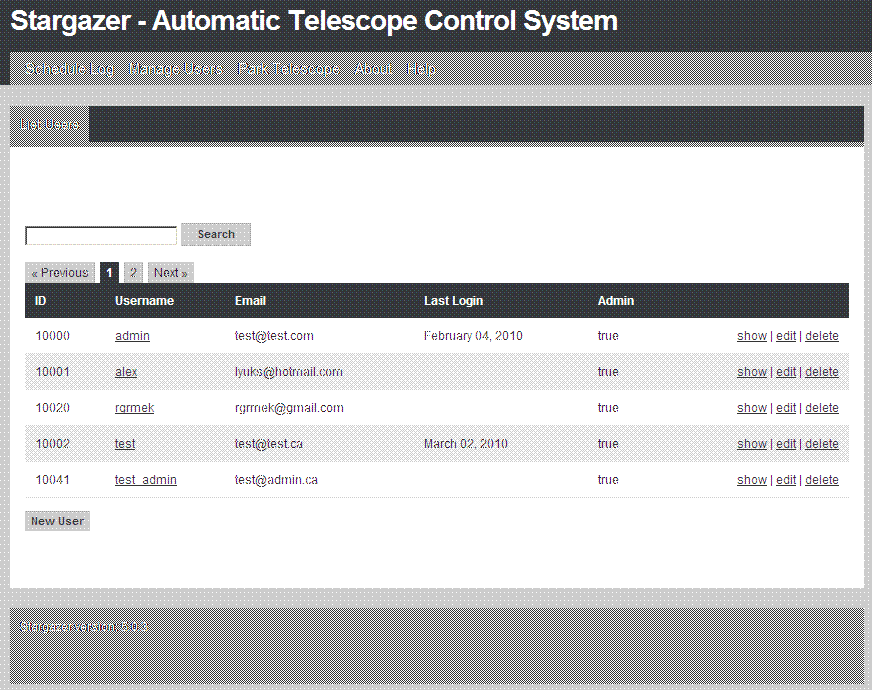 Stargazer - Automatic Telescope Control System
Schedule Log Manage Users Park Telescope About Help
List Users
Search
« Previous 1 2 Next »
ID Username Email Last Login Admin
10000 admin test@test.com February 04, 2010 true show | edit | delete
10001 alex lyuks@hotmail.com true show | edit | delete
10020 rgrmek rgrmek@gmail.com true show | edit | delete
10002 test test@test.ca March 02, 2010 true show | edit | delete
10041 test_admin test@admin.ca true show | edit | delete
New User
Stargazer version: